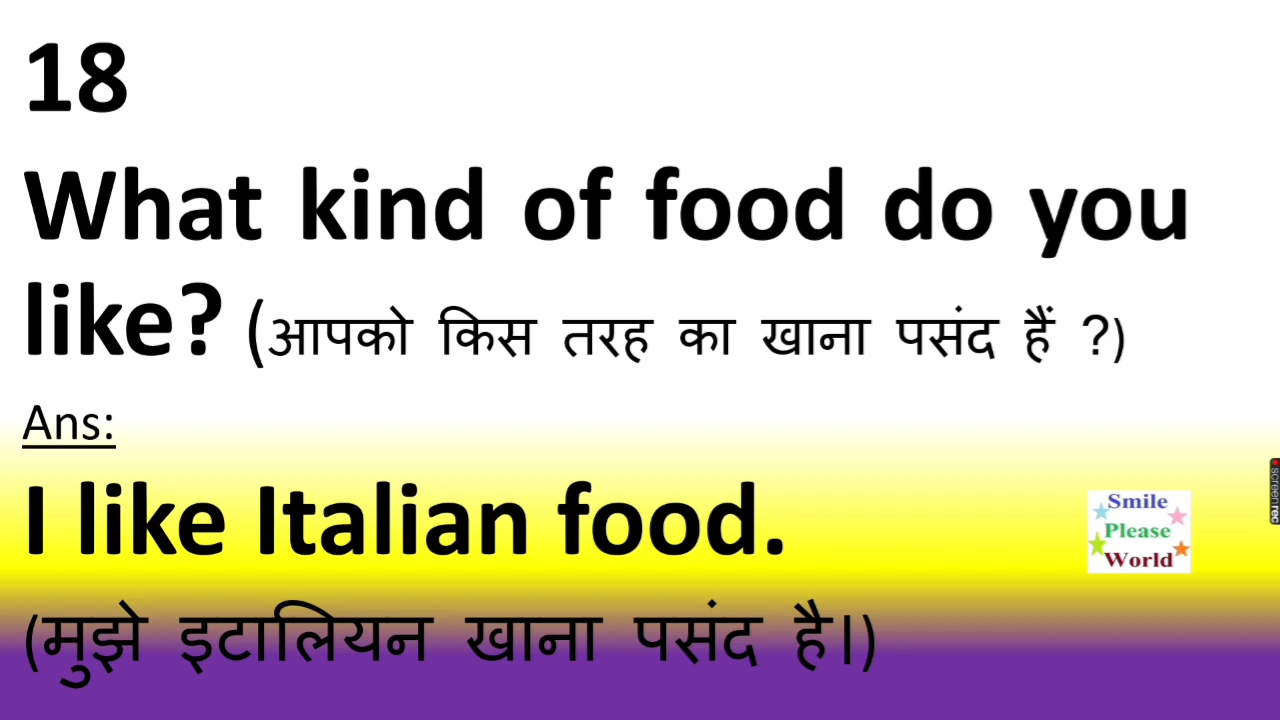 18
What kind of food do you
like? (आपको किस तरह का खाना पसंद हैं ?)
Ans:
I like Italian food.
Smile
Please
World
(मुझे इटालियन खाना पसंद है।)
screenrec